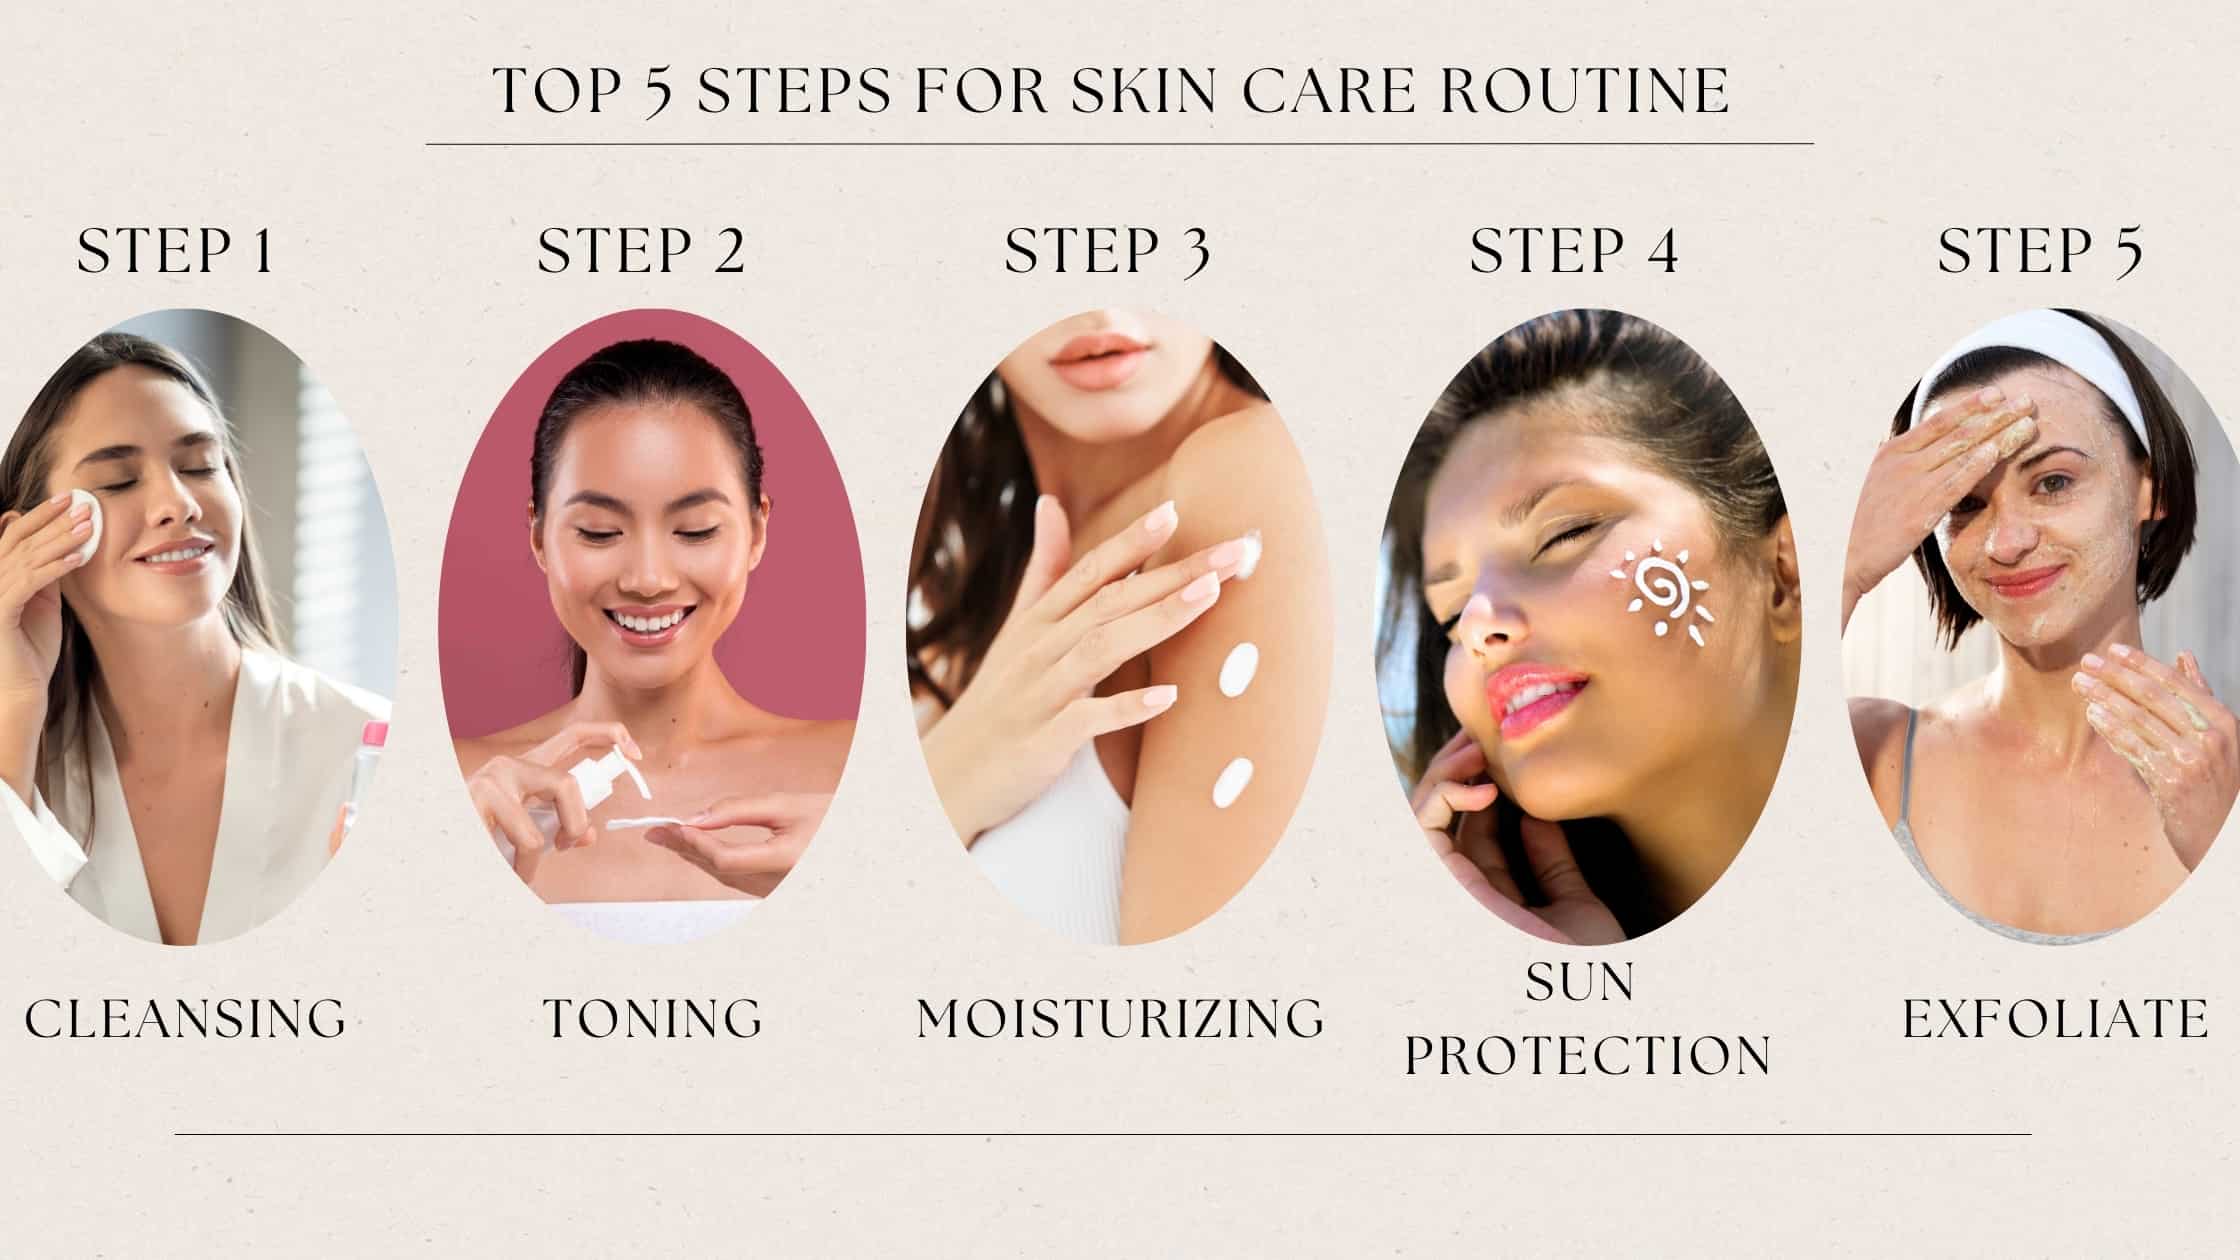 TOP 5 STEPS FOR SKIN CARE ROUTINE
STEP 1
STEP 2
STEP 3
STEP 4
STEP 5
CLEANSING
TONING
MOISTURIZING
SUN
PROTECTION
EXFOLIATE